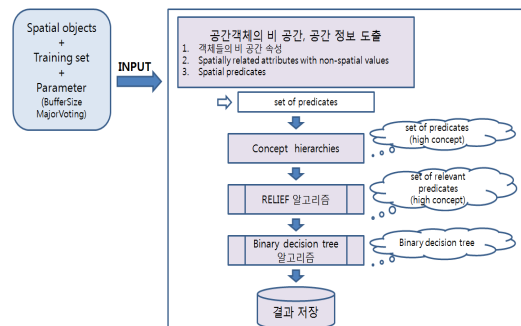 Spatial objects
+
Training set
+
Parameter
(BufferSize
MajorVoting)
INPUT
공간객체의 비 공간, 공간 정보 도출
1. 객체들의 비 공간 속성
2. Spatially related attributes with non-spatial values
3. Spatial predicates
set of predicates
Concept hierarchies
set of predicates
(high concept)
RELIEF 알고리즘
set of relevant
predicates
(high concept)
Binary decision tree
알고리즘
Binary decision tree
결과 저장